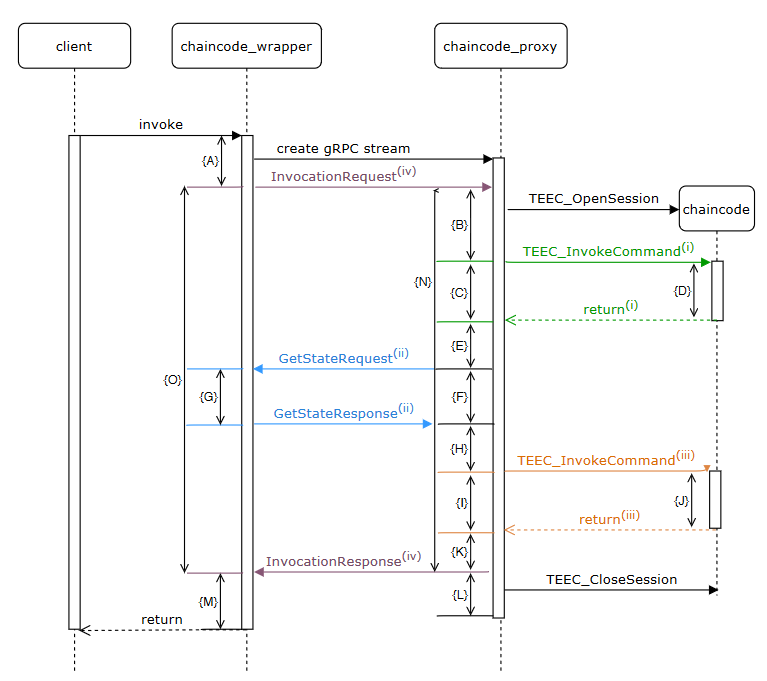 client
chaincode_wrapper
chaincode_proxy
invoke
create gRPC stream
{A}
InvocationRequest(iv)
TEEC_OpenSession
chaincode
{B}
TEEC_InvokeCommand(i)
{N}
{C}
{D}
return(i)
{E}
GetStateRequest(ii)
{O}
{G}
{F}
GetStateResponse(ii)
{H}
TEEC_InvokeCommand(iii)
{I}
{J}
return(iii)
{K}
InvocationResponse(iv)
TEEC_CloseSession
{M}
{L}
return